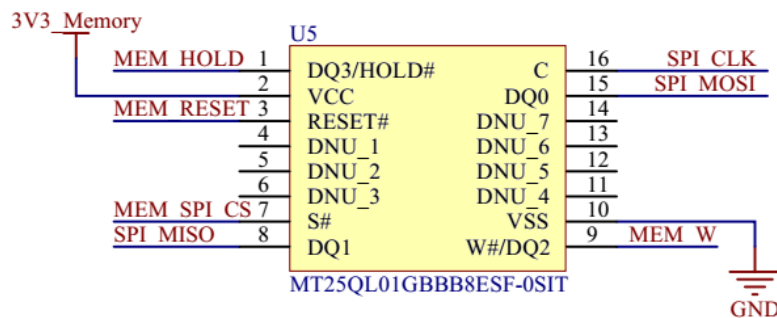 3V3_Memory
U5
MEM_HOLD 1 DQ3/HOLD# C 16 SPI_CLK
2 VCC DQ0 15 SPI_MOSI
MEM_RESET 3 RESET# DNU_7 14
4 DNU_1 DNU_6 13
5 DNU_2 DNU_5 12
6 DNU_3 DNU_4 11
MEM_SPI_CS 7 S# VSS 10
SPI_MISO 8 DQ1 W#/DQ2 9 MEM_W
MT25QL01GBBB8ESF-0SIT
GND